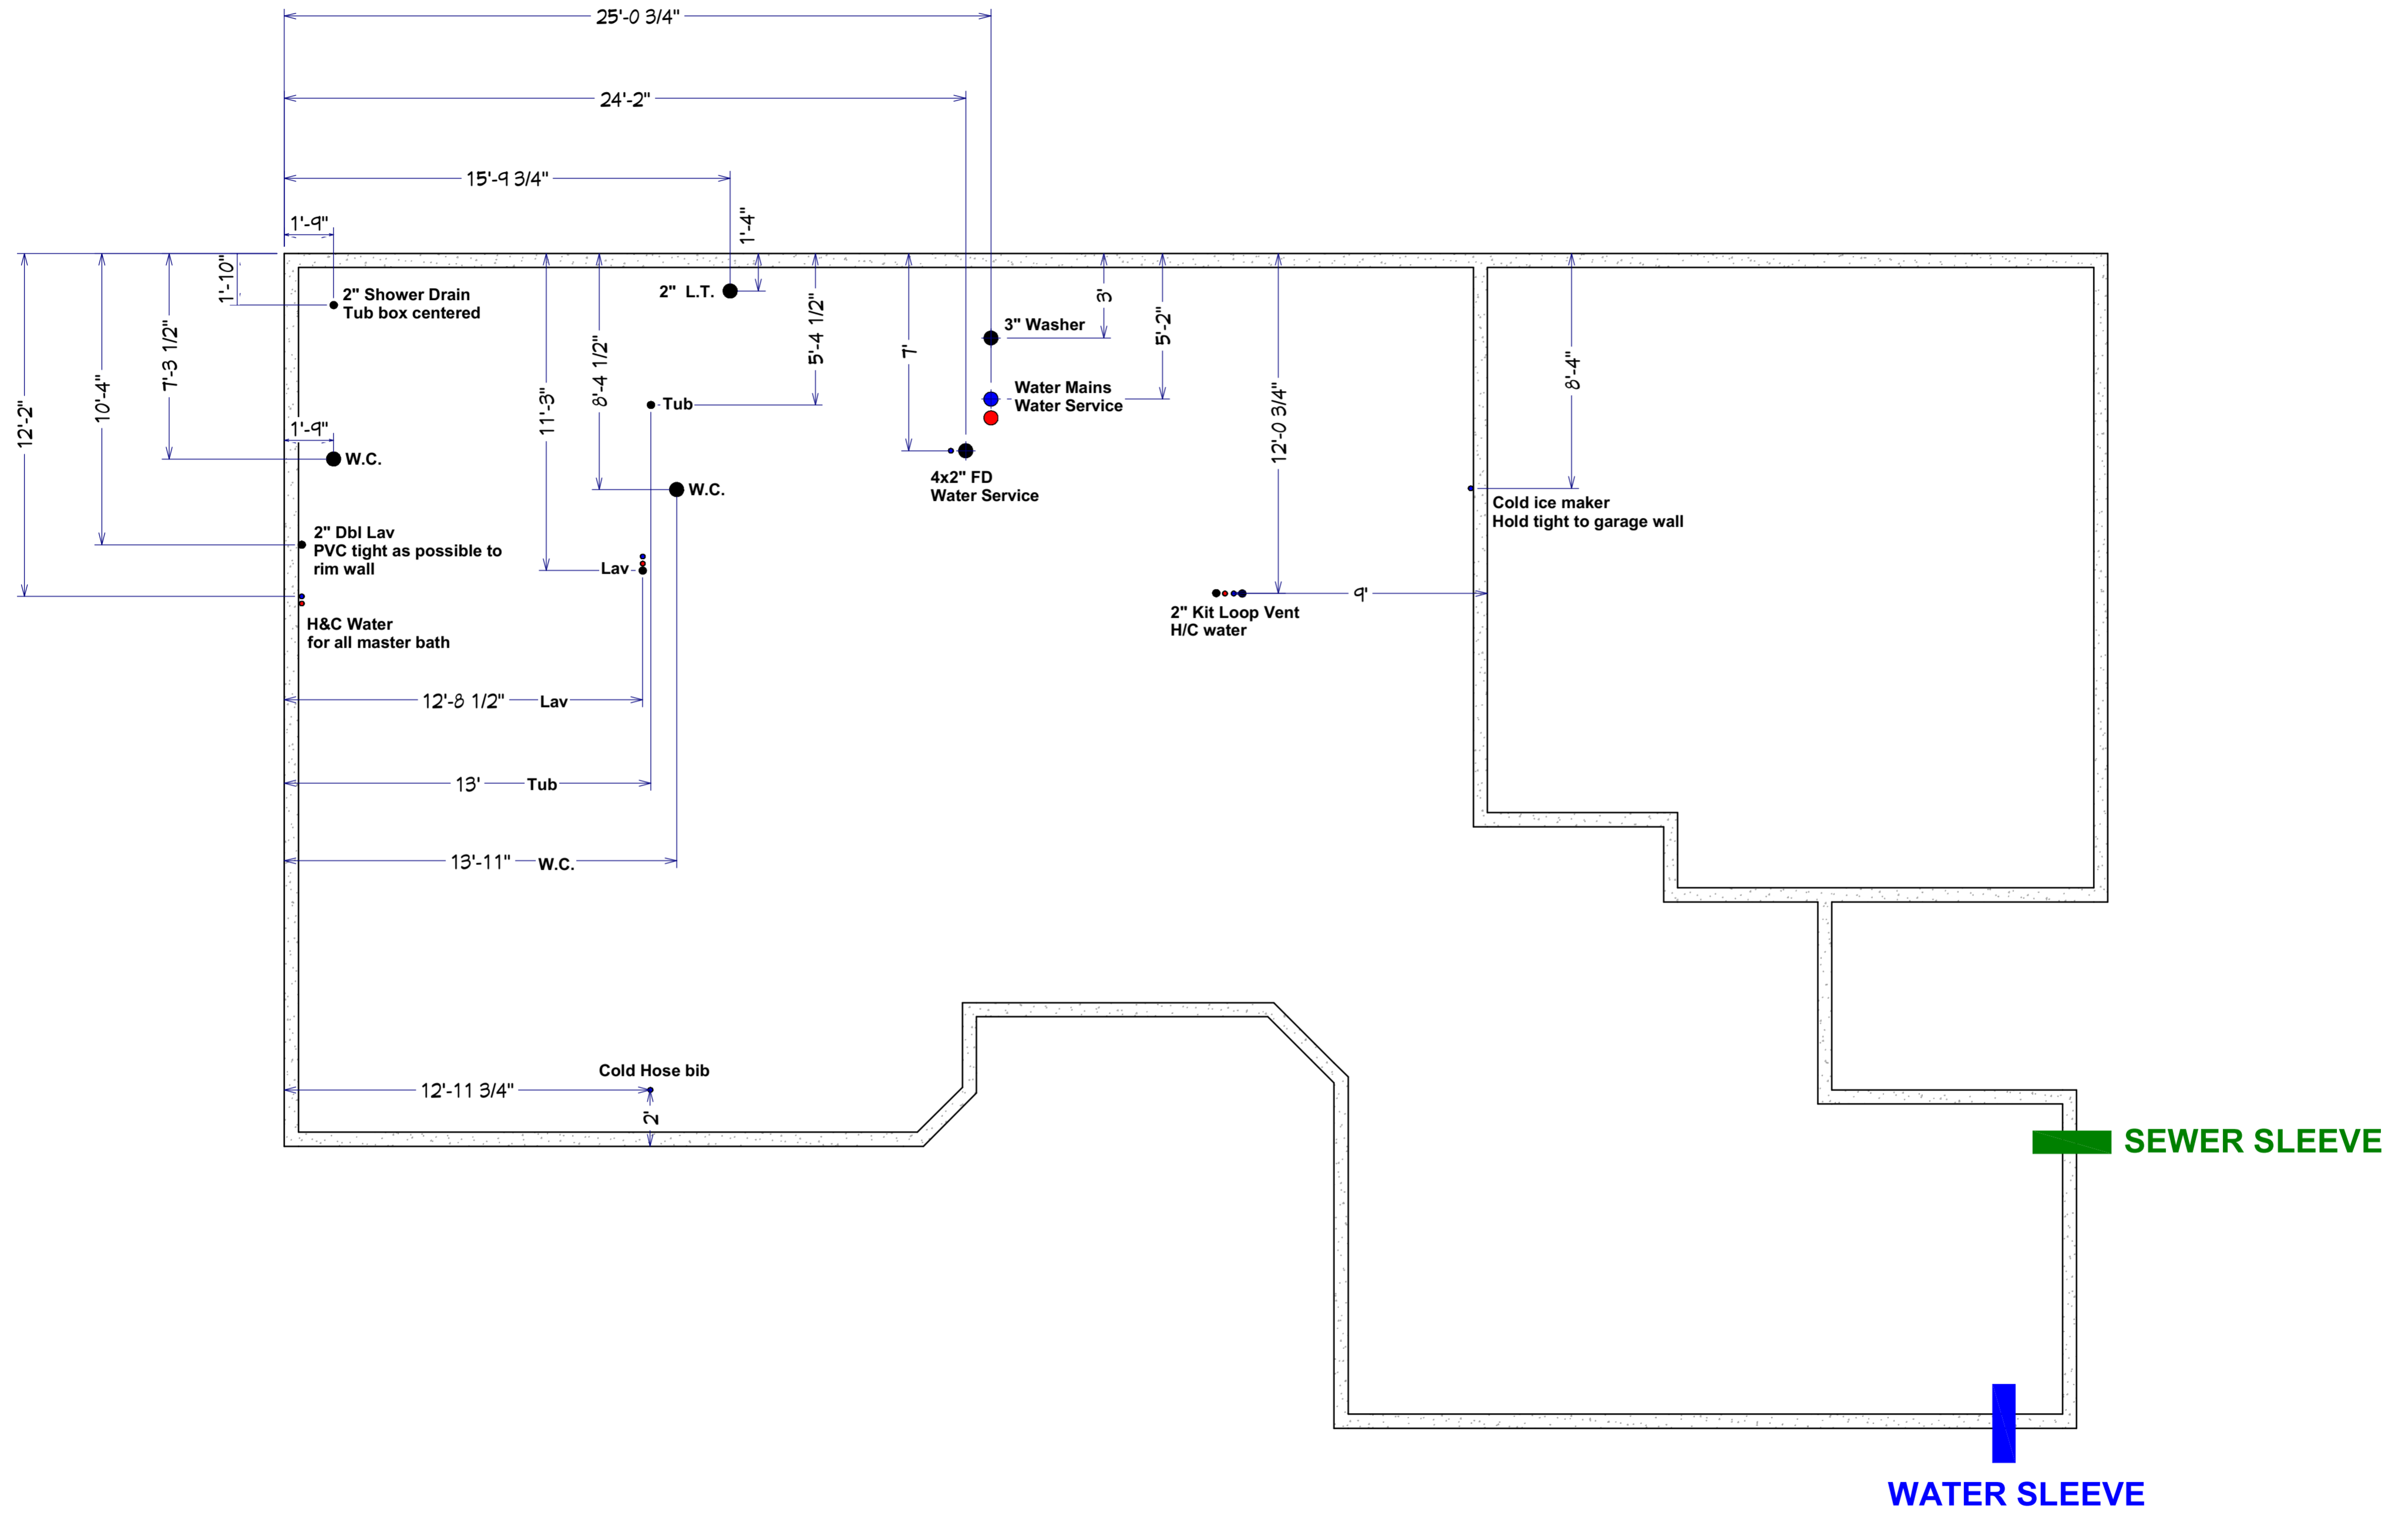 25'-0 3/4"
24'-2"
15'-9 3/4"
1'-9"
1'-4"
1'-10"
2" Shower Drain
Tub box centered
2" L.T.
3" Washer
3'
5'-2"
5'-4 1/2"
7'
7'-3 1/2"
8'-4 1/2"
8'-4"
10'-4"
11'-3"
12'-2"
12'-0 3/4"
Water Mains
Water Service
Tub
1'-9"
W.C.
W.C.
4x2" FD
Water Service
Cold ice maker
Hold tight to garage wall
2" Dbl Lav
PVC tight as possible to
rim wall
Lav
9'
2" Kit Loop Vent
H/C water
H&C Water
for all master bath
12'-8 1/2" Lav
13' Tub
13'-11" W.C.
Cold Hose bib
12'-11 3/4"
2'
SEWER SLEEVE
WATER SLEEVE